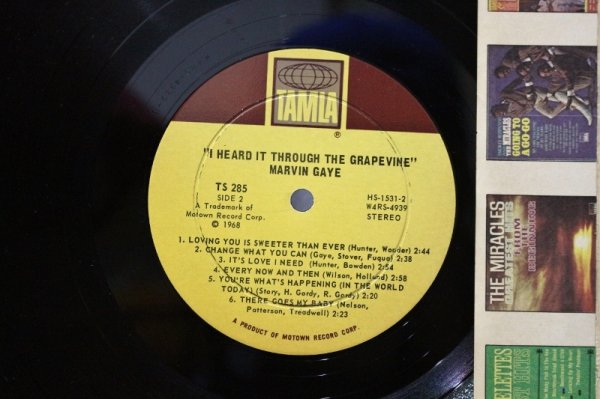 TAMLA
®
"I HEARD IT THROUGH THE GRAPEVINE"
MARVIN GAYE
TS 285
SIDE 2
A Trademark of
Motown Record Corp.
© 1968
HS-1531-2
W4RS-4939
STEREO
1. LOVING YOU IS SWEETER THAN EVER (Hunter, Wonder) 2:44
2. CHANGE WHAT YOU CAN (Gaye, Stover, Fuqua) 2:38
3. IT'S LOVE I NEED (Hunter, Bowden) 2:54
4. EVERY NOW AND THEN (Wilson, Holland) 2:58
5. YOU'RE WHAT'S HAPPENING (IN THE WORLD
TODAY) (Story, H. Gordy, R. Gordy) 2:20
6. THERE GOES MY BABY (Nelson,
Patterson, Treadwell) 2:23
A PRODUCT OF MOTOWN RECORD CORP.
THE MIRACLES
GOING TO
A GO-GO
THE MIRACLES
GREATEST HITS
FROM
THE
BEGINNING